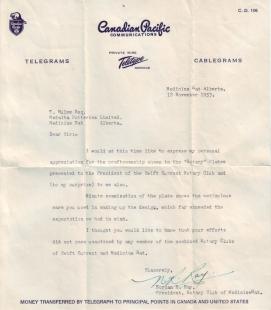 C. D. 106
Canadian Pacific
COMMUNICATIONS
TELEGRAMS
PRIVATE WIRE
Teletype
SERVICE
CABLEGRAMS
Medicine Hat Alberta,
12 November 1953.
T. Hulme Esq.
Medalta Potteries Limited.
Medicine Hat Alberta.
Dear Sir:
I would at this time like to express my personal
appreciation for the craftsmanship shown in the "Rotary" Plates
presented to the President of the Swift Current Rotary Club and
(to my surprise) to me also.
Minute examination of the plate shows the meticulous
care you used in making up the design, which far exceeded the
expectation we had in mind.
I thought you would like to know that your efforts
did not pass unnoticed by any member of the combined Rotary Clubs
of Swift Current and Medicine Hat.
Sincerely,
Ray
President, Rotary Club of Medicine Hat.
MONEY TRANSFERRED BY TELEGRAPH TO PRINCIPAL POINTS IN CANADA AND UNITED STATES